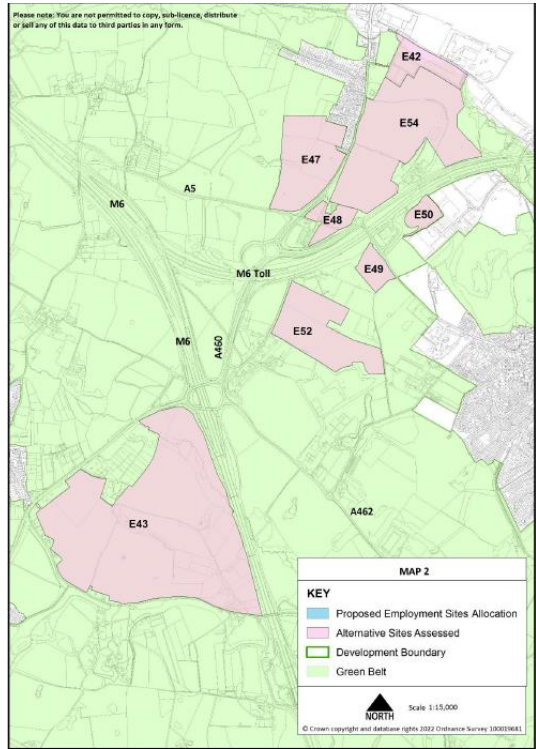 Please note: You are not permitted to copy, sub-licence, distribute
or sell any of this data to third parties in any form.
E42
E54
E47
A5
M6
E48
E50
M6 Toll
E49
E52
M6
A460
E43
A462
MAP 2
KEY
Proposed Employment Sites Allocation
Alternative Sites Assessed
Development Boundary
Green Belt
NORTH
Scale 1:15,000
© Crown copyright and database rights 2022 Ordnance Survey 100019681